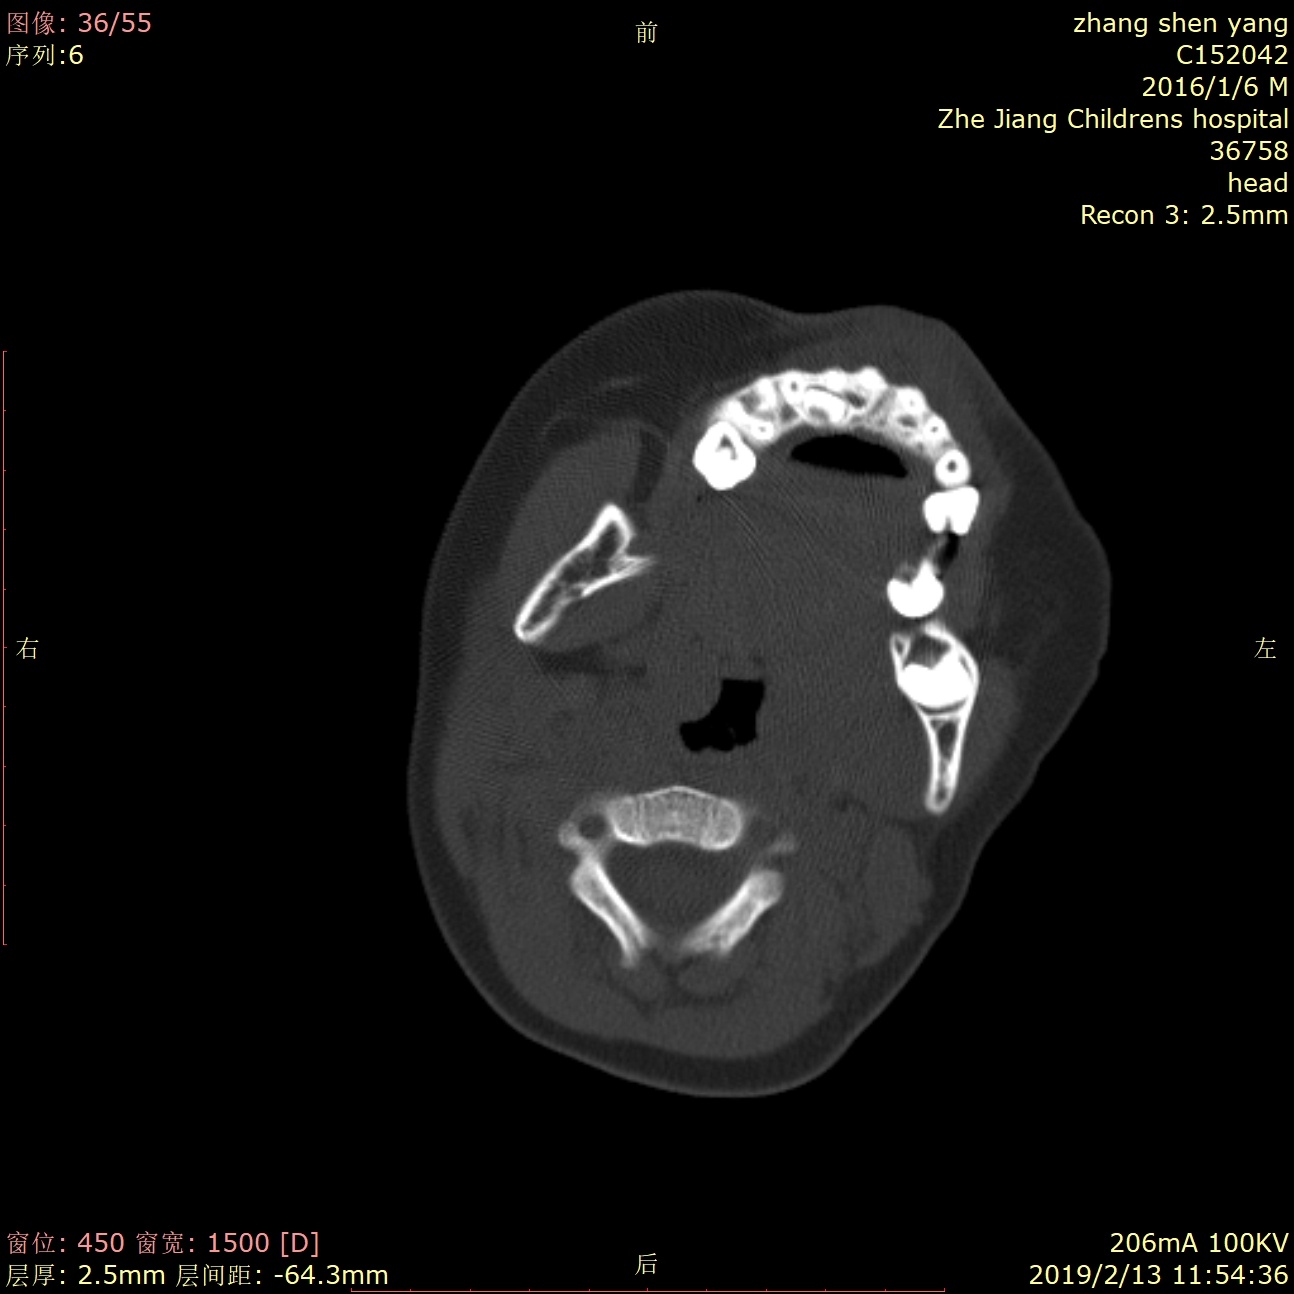 图像: 36/55
序列:6
前
zhang shen yang
C152042
2016/1/6 M
Zhe Jiang Childrens hospital
36758
head
Recon 3: 2.5mm
右
左
窗位: 450 窗宽: 1500 [D]
层厚: 2.5mm 层间距: -64.3mm
后
206mA 100KV
2019/2/13 11:54:36